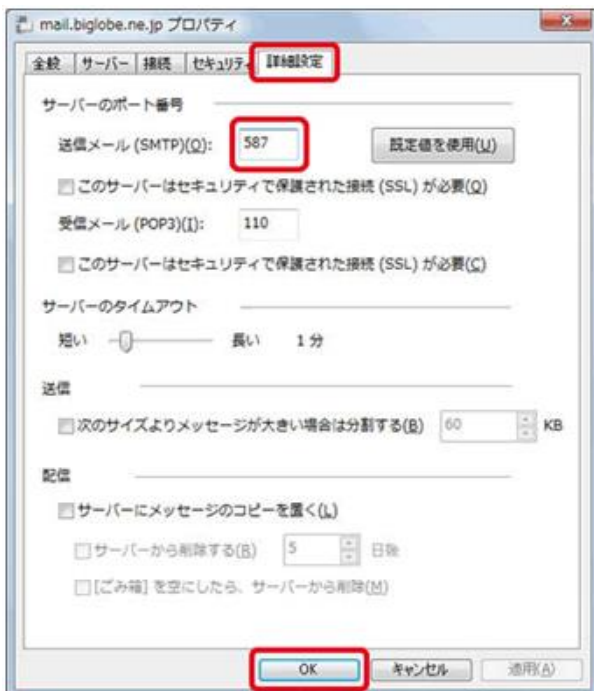 mail.biglobe.ne.jp プロパティ
全般 サーバー 接続 セキュリティ 詳細設定
サーバーのポート番号
送信メール (SMTP)(O): 587 既定値を使用(U)
このサーバーはセキュリティで保護された接続 (SSL) が必要(Q)
受信メール (POP3)(I): 110
このサーバーはセキュリティで保護された接続 (SSL) が必要(C)
サーバーのタイムアウト
短い 長い 1 分
送信
次のサイズよりメッセージが大きい場合は分割する(B) 60 KB
配信
サーバーにメッセージのコピーを置く(L)
サーバーから削除する(R) 5 日後
[ごみ箱] を空にしたら、サーバーから削除(M)
OK キャンセル 適用(A)